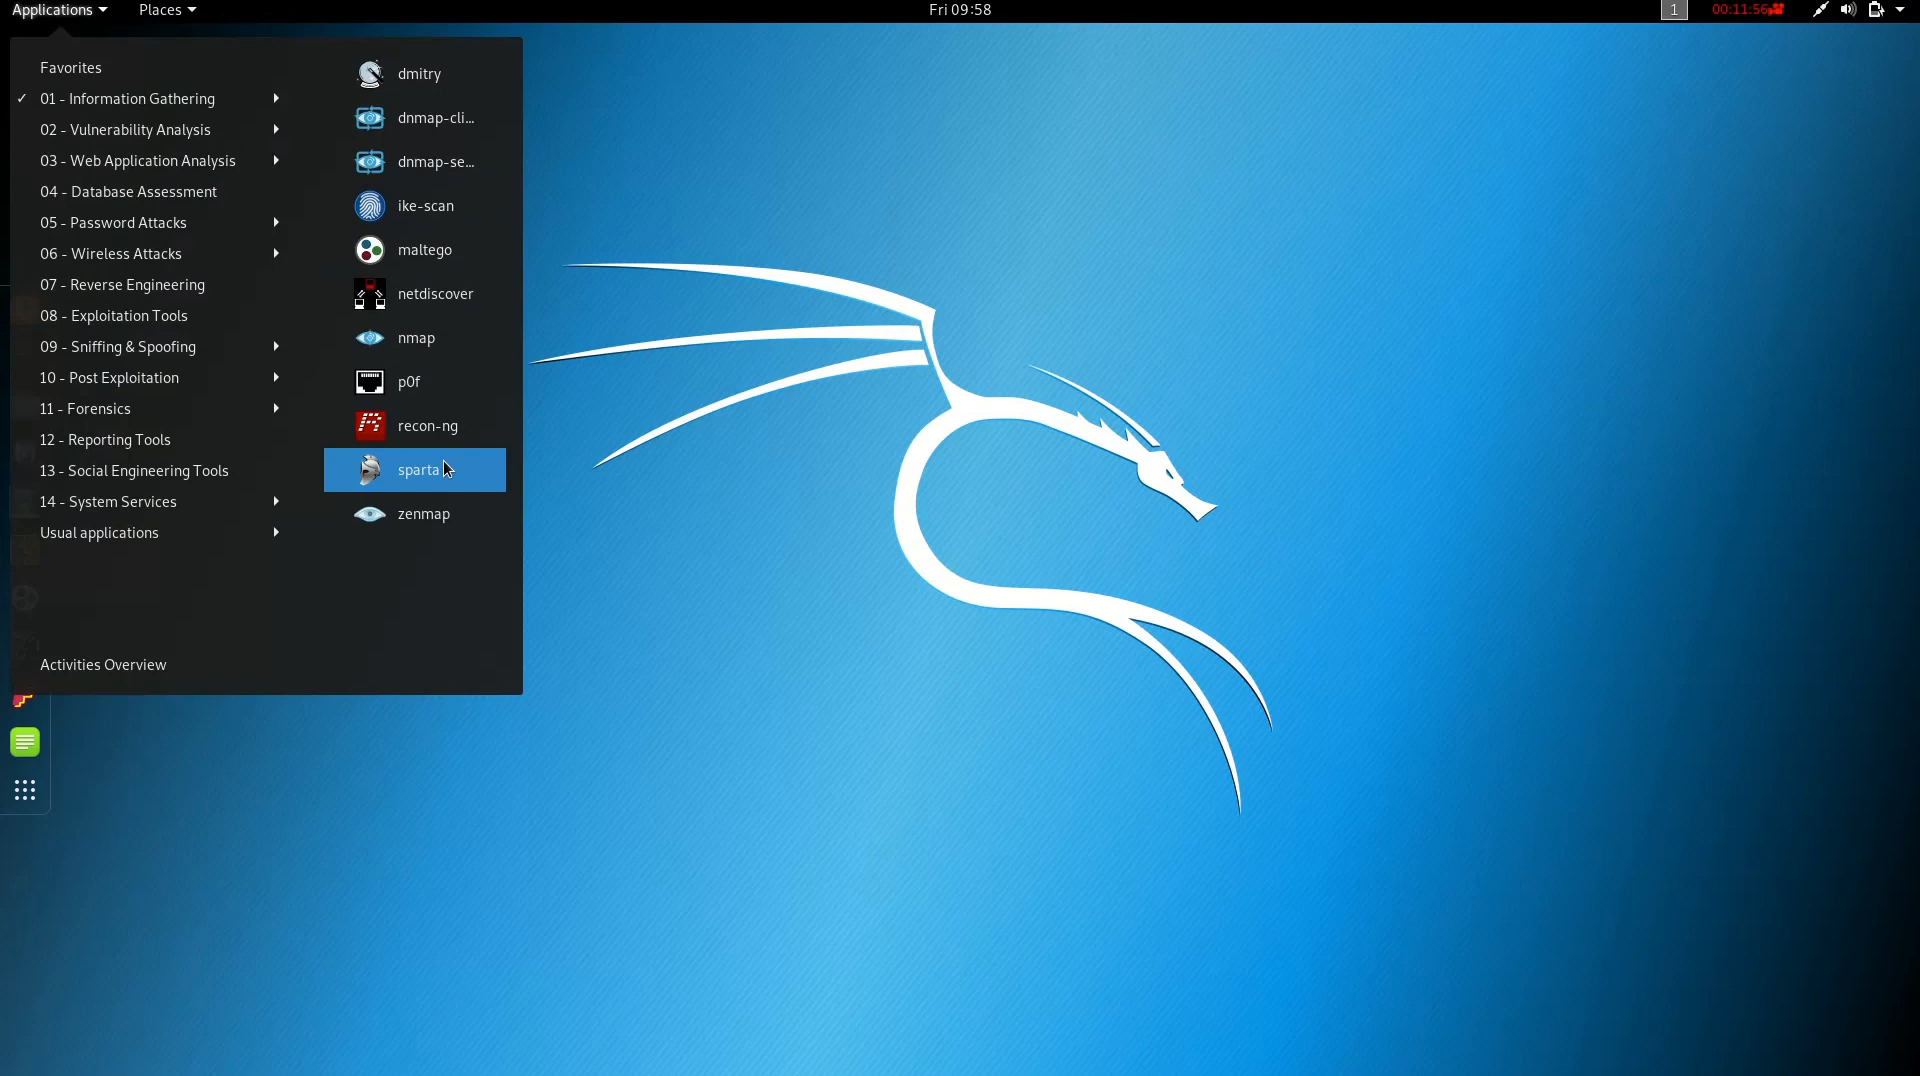 Applications Places Fri 09:58 1 00:11:56
Favorites
✓ 01 - Information Gathering
02 - Vulnerability Analysis
03 - Web Application Analysis
04 - Database Assessment
05 - Password Attacks
06 - Wireless Attacks
07 - Reverse Engineering
08 - Exploitation Tools
09 - Sniffing & Spoofing
10 - Post Exploitation
11 - Forensics
12 - Reporting Tools
13 - Social Engineering Tools
14 - System Services
Usual applications
Activities Overview
dmitry
dnmap-cli...
dnmap-se...
ike-scan
maltego
netdiscover
nmap
p0f
recon-ng
sparta
zenmap